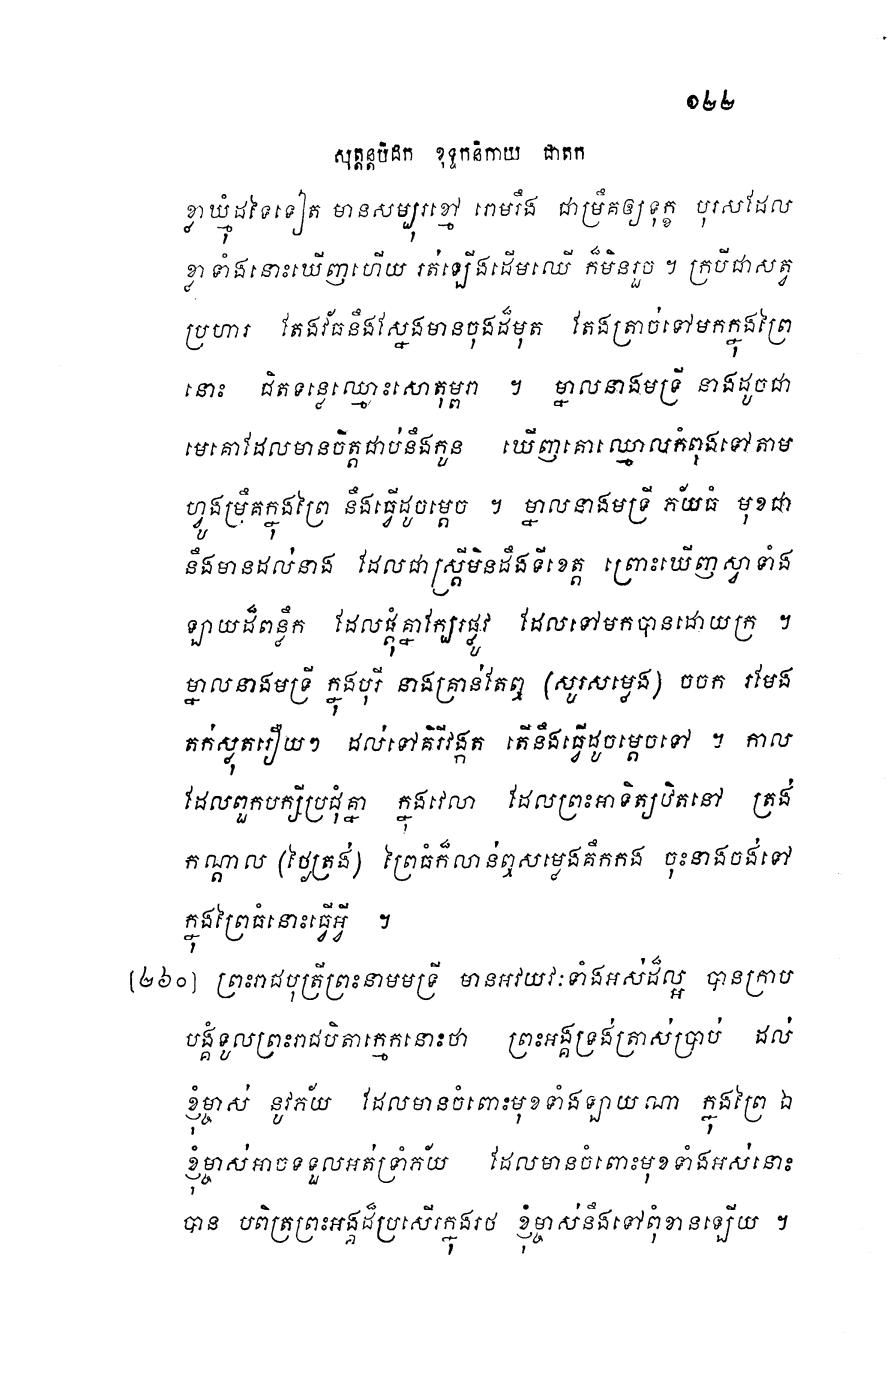 ១២២
សុត្តន្តបិដក ខុទ្ទកនិកាយ ជាតក
ខ្លាឃ្មុំដទៃទៀត មានសម្បុរខ្មៅ រោមរឹង ជាម្រឹគឲ្យទុក្ខ បុរសដែល
ខ្លាទាំងនោះឃើញហើយ រត់ឡើងដើមឈើ ក៏មិនរួច ។ ក្របីជាសត្វ
ប្រហារ តែងវ័ធនឹងស្នែងមានចុងដ៏មុត តែងត្រាច់ទៅមកក្នុងព្រៃ
នោះ ជិតទន្លេឈ្មោះសោតុម្ពរា ។ ម្នាលនាងមទ្រី នាងដូចជា
មេគោដែលមានចិត្តជាប់នឹងកូន ឃើញគោឈ្មោលកំពុងទៅតាម
ហ្វូងម្រឹគក្នុងព្រៃ នឹងធ្វើដូចម្តេច ។ ម្នាលនាងមទ្រី ភ័យធំ មុខជា
នឹងមានដល់នាង ដែលជាស្ត្រីមិនដឹងទីខេត្ត ព្រោះឃើញស្វាទាំង
ឡាយដ៏ពន្លឹក ដែលផ្តុំគ្នាក្បែរផ្លូវ ដែលទៅមកបានដោយក្រ ។
ម្នាលនាងមទ្រី ក្នុងបុរី នាងគ្រាន់តែឮ (សូរសម្លេង) ចចក រមែង
តក់ស្លុតរឿយៗ ដល់ទៅគិរីវង្កត តើនឹងធ្វើដូចម្តេចទៅ ។ កាល
ដែលពួកបក្សីប្រជុំគ្នា ក្នុងវេលា ដែលព្រះអាទិត្យឋិតនៅ ត្រង់
កណ្តាល (ថ្ងៃត្រង់) ព្រៃធំក៏លាន់ឮសម្លេងគឹកកង ចុះនាងចង់ទៅ
ក្នុងព្រៃធំនោះធ្វើអ្វី ។
[២៦០] ព្រះរាជបុត្រីព្រះនាមមទ្រី មានអវយវៈទាំងអស់ដ៏ល្អ បានក្រាប
បង្គំទូលព្រះរាជបិតាក្មេកនោះថា ព្រះអង្គទ្រង់ត្រាស់ប្រាប់ ដល់
ខ្ញុំម្ចាស់ នូវភ័យ ដែលមានចំពោះមុខទាំងឡាយណា ក្នុងព្រៃ ឯ
ខ្ញុំម្ចាស់អាចទទួលអត់ទ្រាំភ័យ ដែលមានចំពោះមុខទាំងអស់នោះ
បាន បពិត្រព្រះអង្គដ៏ប្រសើរក្នុងរថ ខ្ញុំម្ចាស់នឹងទៅពុំខានឡើយ ។